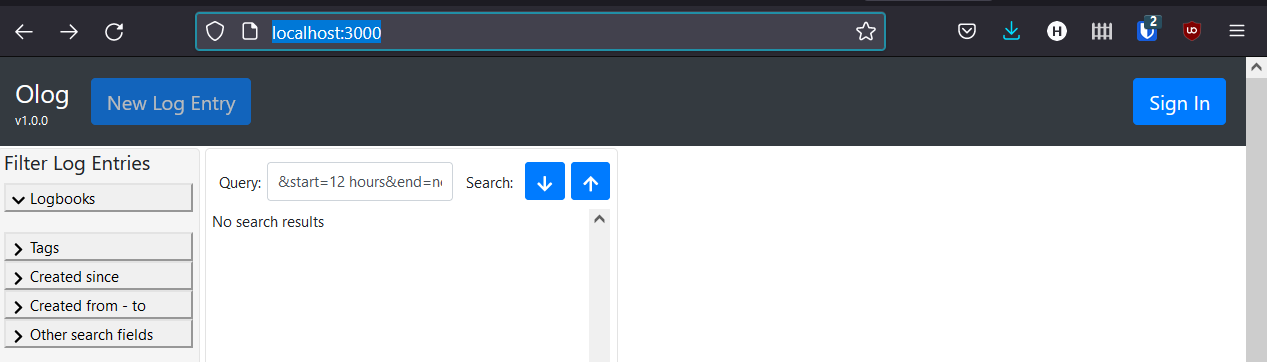 localhost:3000
H
2
Olog
v1.0.0
New Log Entry
Sign In
Filter Log Entries
Logbooks
Tags
Created since
Created from - to
Other search fields
Query:
&start=12 hours&end=n
Search:
No search results